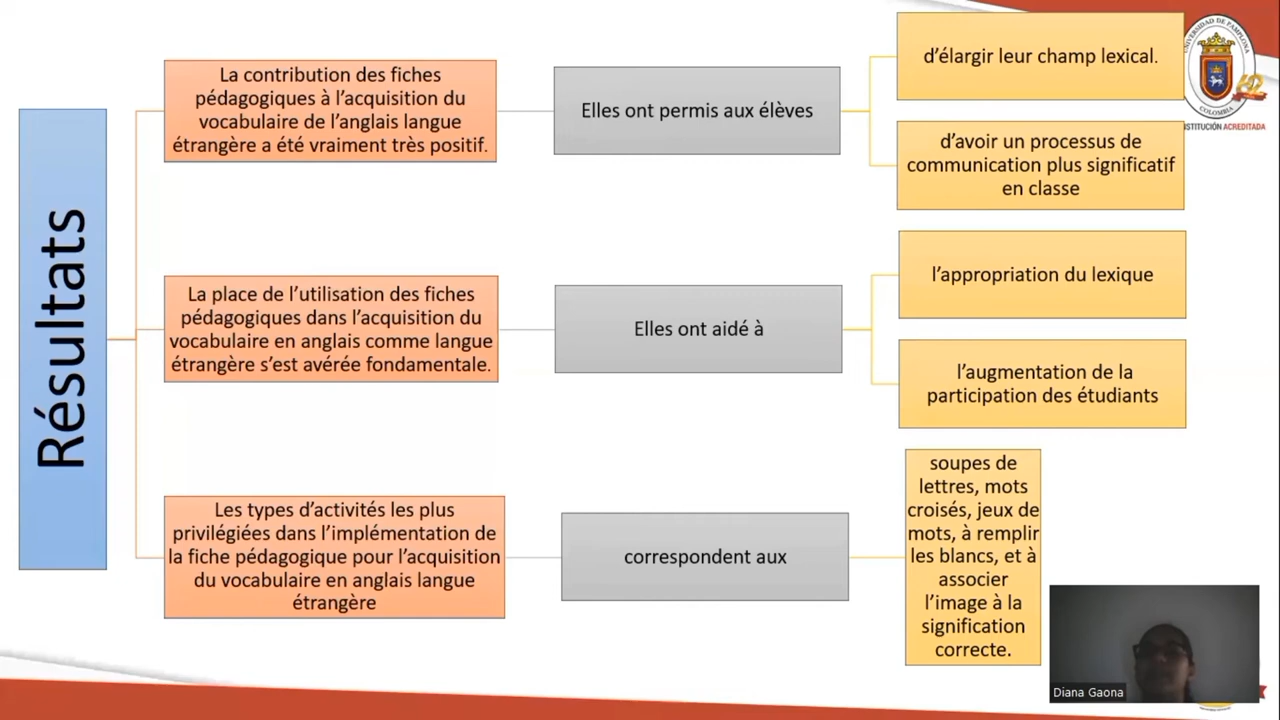 Résultats
La contribution des fiches
pédagogiques à l’acquisition du
vocabulaire de l’anglais langue
étrangère a été vraiment très positif.
Elles ont permis aux élèves
d’élargir leur champ lexical.
d’avoir un processus de
communication plus significatif
en classe
La place de l’utilisation des fiches
pédagogiques dans l’acquisition du
vocabulaire en anglais comme langue
étrangère s’est avérée fondamentale.
Elles ont aidé à
l’appropriation du lexique
l’augmentation de la
participation des étudiants
Les types d’activités les plus
privilégiées dans l’implémentation de
la fiche pédagogique pour l’acquisition
du vocabulaire en anglais langue
étrangère
correspondent aux
soupes de
lettres, mots
croisés, jeux de
mots, à remplir
les blancs, et à
associer
l’image à la
signification
correcte.
UNIVERSIDAD DE PAMPLONA
COLOMBIA
STITUCIÓN ACREDITADA
Diana Gaona